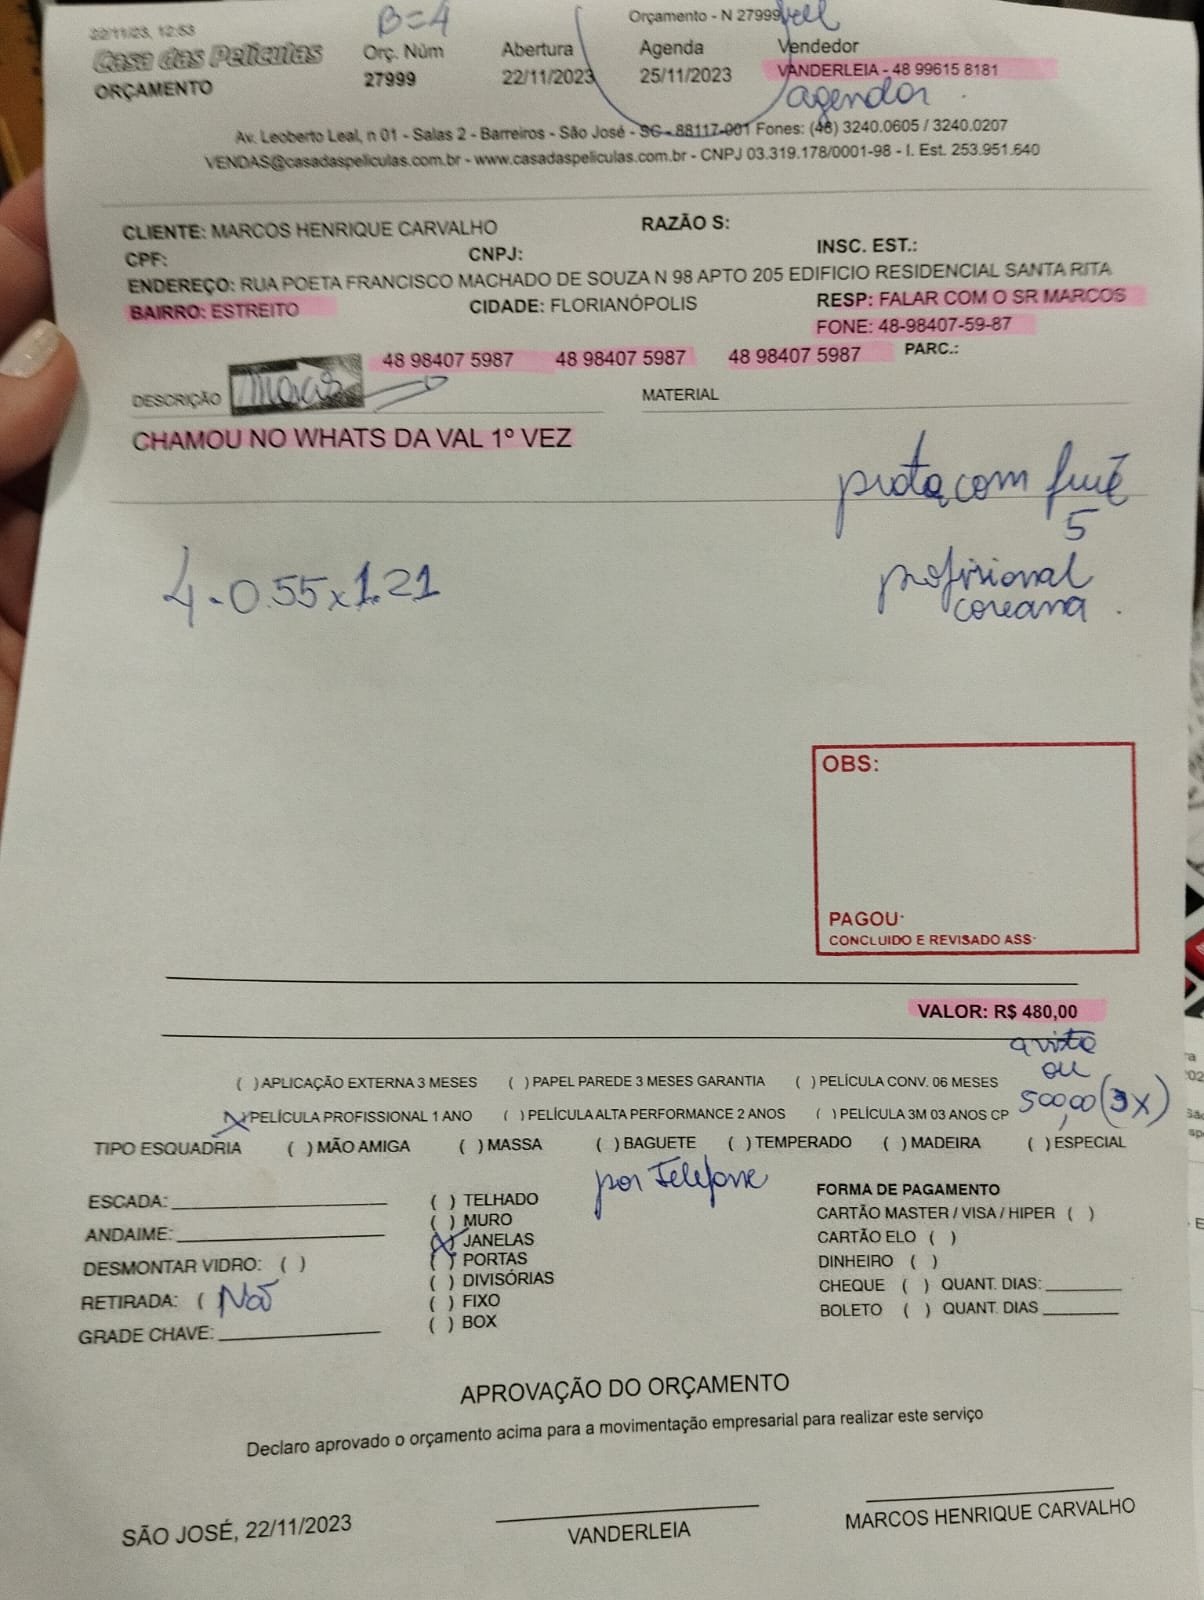 22/11/23, 12:53
B=4
Orçamento - N 27999
Casa das Películas
Orç. Núm
Abertura
Agenda
Vendedor
ORÇAMENTO
27999
22/11/2023
25/11/2023
VANDERLEIA - 48 99615 8181
agendar
Av. Leoberto Leal, n 01 - Salas 2 - Barreiros - São José - SC - 88117-001 Fones: (48) 3240.0605 / 3240.0207
VENDAS@casadaspeliculas.com.br - www.casadaspeliculas.com.br - CNPJ 03.319.178/0001-98 - I. Est. 253.951.640
CLIENTE: MARCOS HENRIQUE CARVALHO
RAZÃO S:
CPF:
CNPJ:
INSC. EST.:
ENDEREÇO: RUA POETA FRANCISCO MACHADO DE SOUZA N 98 APTO 205 EDIFICIO RESIDENCIAL SANTA RITA
BAIRRO: ESTREITO
CIDADE: FLORIANÓPOLIS
RESP: FALAR COM O SR MARCOS
FONE: 48-98407-59-87
48 98407 5987
48 98407 5987
48 98407 5987
PARC.:
DESCRIÇÃO
MATERIAL
CHAMOU NO WHATS DA VAL 1º VEZ
prata com fumê
5
4 - 0.55 x 1.21
profisional
coreana
OBS:
PAGOU:
CONCLUIDO E REVISADO ASS:
VALOR: R$ 480,00
a vista
ou
500,00 (3x)
( ) APLICAÇÃO EXTERNA 3 MESES
( ) PAPEL PAREDE 3 MESES GARANTIA
( ) PELÍCULA CONV. 06 MESES
(X) PELÍCULA PROFISSIONAL 1 ANO
( ) PELÍCULA ALTA PERFORMANCE 2 ANOS
( ) PELÍCULA 3M 03 ANOS CP
TIPO ESQUADRIA
( ) MÃO AMIGA
( ) MASSA
( ) BAGUETE
( ) TEMPERADO
( ) MADEIRA
( ) ESPECIAL
por Telefone
ESCADA:
ANDAIME:
DESMONTAR VIDRO: ( )
RETIRADA: ( Não
GRADE CHAVE:
( ) TELHADO
( ) MURO
(X) JANELAS
( ) PORTAS
( ) DIVISÓRIAS
( ) FIXO
( ) BOX
FORMA DE PAGAMENTO
CARTÃO MASTER / VISA / HIPER ( )
CARTÃO ELO ( )
DINHEIRO ( )
CHEQUE ( ) QUANT. DIAS:
BOLETO ( ) QUANT. DIAS
APROVAÇÃO DO ORÇAMENTO
Declaro aprovado o orçamento acima para a movimentação empresarial para realizar este serviço
SÃO JOSÉ, 22/11/2023
VANDERLEIA
MARCOS HENRIQUE CARVALHO